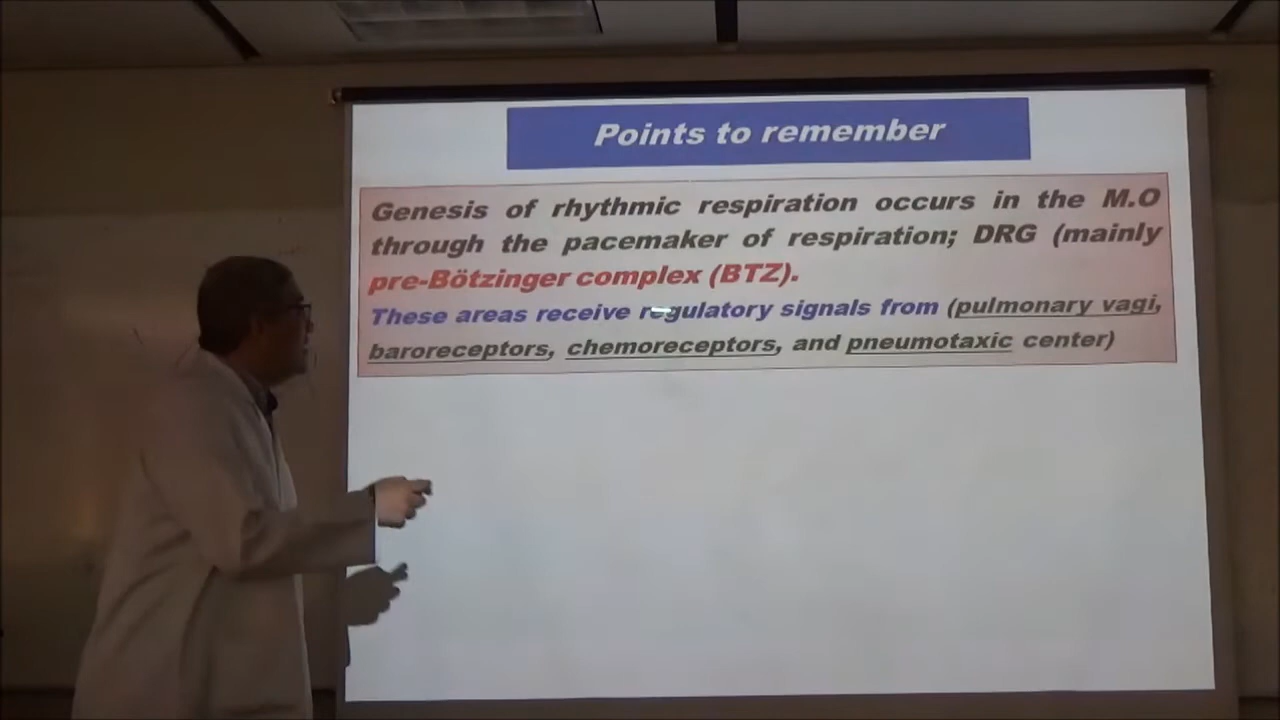 Points to remember
Genesis of rhythmic respiration occurs in the M.O
through the pacemaker of respiration; DRG (mainly
pre-Bötzinger complex (BTZ).
These areas receive regulatory signals from (pulmonary vagi,
baroreceptors, chemoreceptors, and pneumotaxic center)